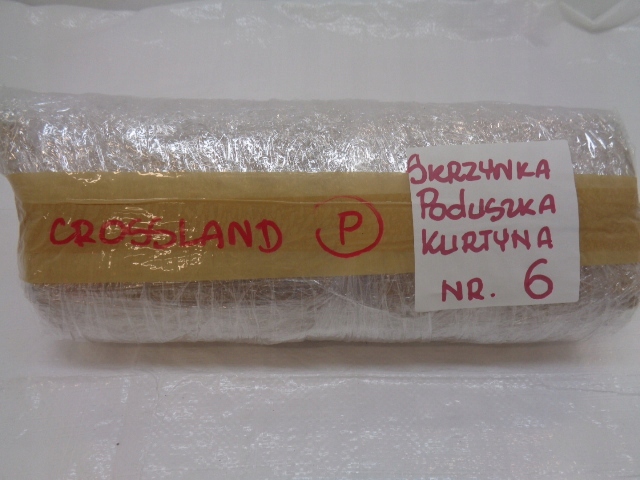 CROSSLAND P
SKRZYNKA
PODUSZKA
KURTYNA
NR. 6